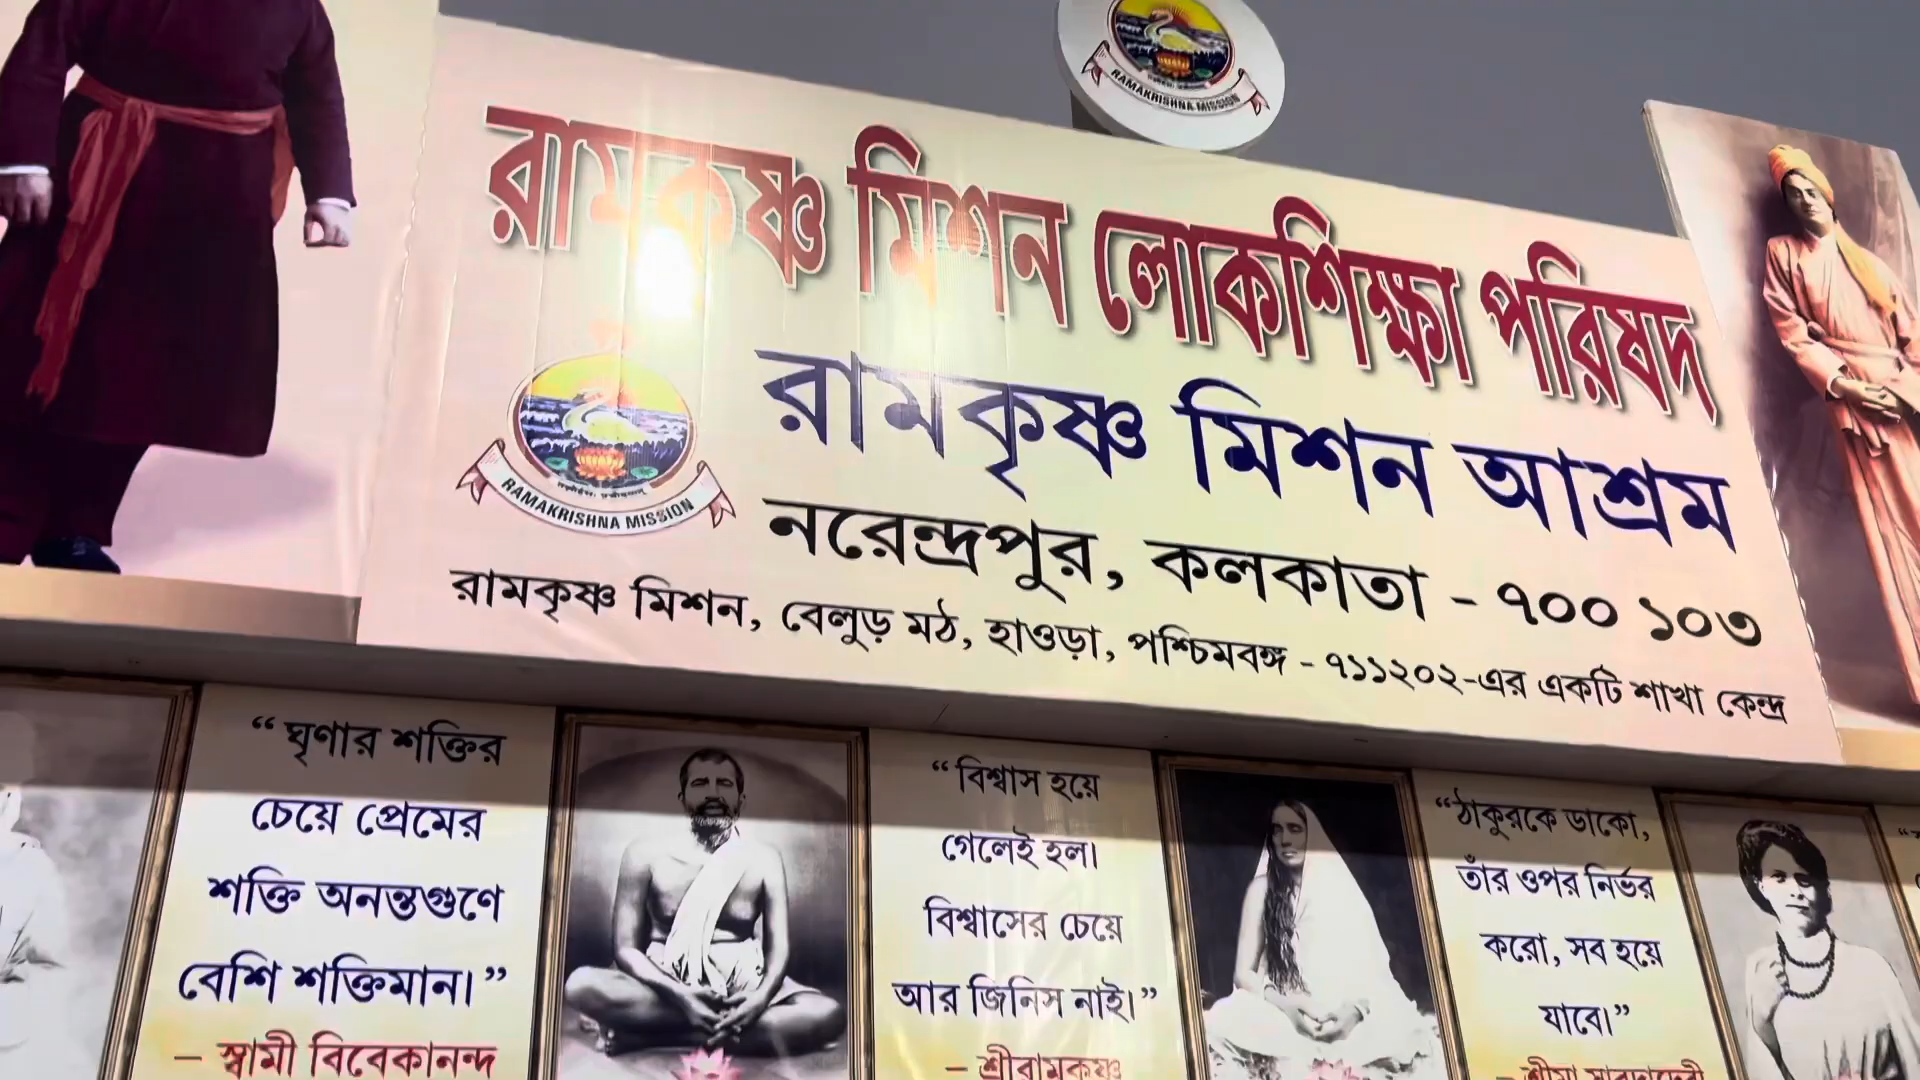 RAMAKRISHNA MISSION
রামকৃষ্ণ মিশন লোকশিক্ষা পরিষদ
রামকৃষ্ণ মিশন আশ্রম
RAMAKRISHNA MISSION
নরেন্দ্রপুর, কলকাতা - ৭০০ ১০৩
রামকৃষ্ণ মিশন, বেলুড় মঠ, হাওড়া, পশ্চিমবঙ্গ - ৭১১২০২-এর একটি শাখা কেন্দ্র
“ ঘৃণার শক্তির
চেয়ে প্রেমের
শক্তি অনন্তগুণে
বেশি শক্তিমান।”
– স্বামী বিবেকানন্দ
“ বিশ্বাস হয়ে
গেলেই হল।
বিশ্বাসের চেয়ে
আর জিনিস নাই।”
– শ্রীরামকৃষ্ণ
“ঠাকুরকে ডাকো,
তাঁর ওপর নির্ভর
করো, সব হয়ে
যাবে।”
– শ্রীমা সারদাদেবী